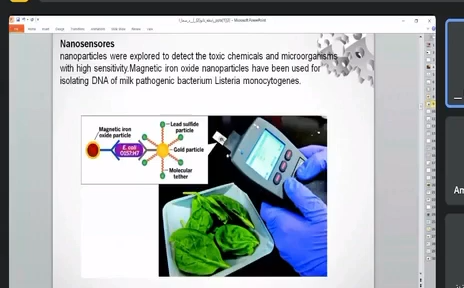 Nanosensores
nanoparticles were explored to detect the toxic chemicals and microorganisms
with high sensitivity.Magnetic iron oxide nanoparticles have been used for
isolating DNA of milk pathogenic bacterium Listeria monocytogenes.
Magnetic iron
oxide particle
E. coli
O157:H7
Lead sulfide
particle
Gold particle
Molecular
tether